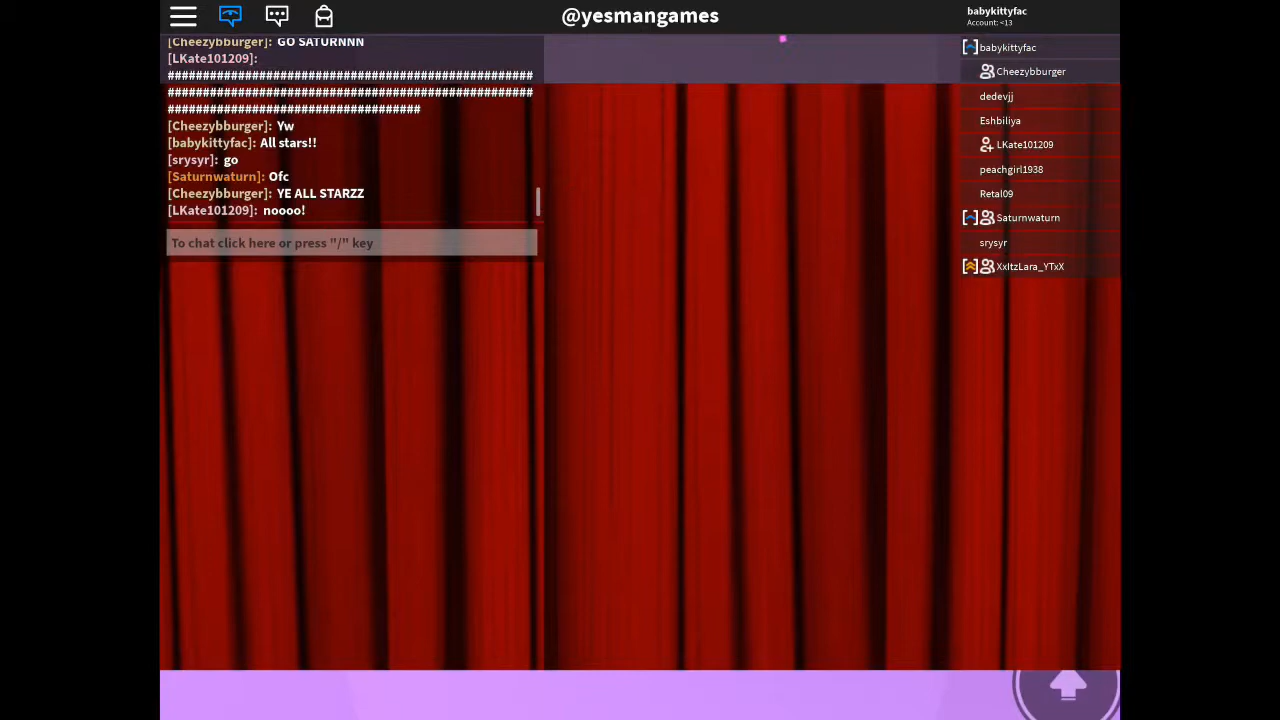 @yesmangames
babykittyfac
Account: <13
[Cheezybburger]: GO SATURNNN
[LKate101209]:
####################################################
####################################################
####################################
[Cheezybburger]: Yw
[babykittyfac]: All stars!!
[srysyr]: go
[Saturnwaturn]: Ofc
[Cheezybburger]: YE ALL STARZZ
[LKate101209]: noooo!
To chat click here or press "/" key
babykittyfac
Cheezybburger
dedevjj
Eshbiliya
LKate101209
peachgirl1938
Retal09
Saturnwaturn
srysyr
XxItzLara_YTxX